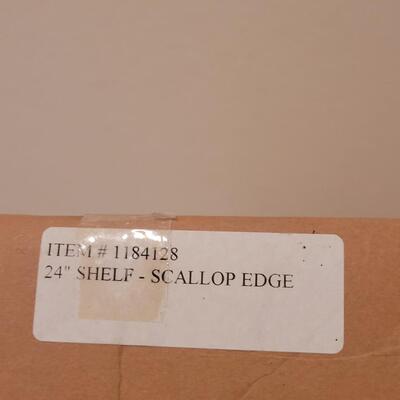 ITEM # 1184128
24" SHELF - SCALLOP EDGE